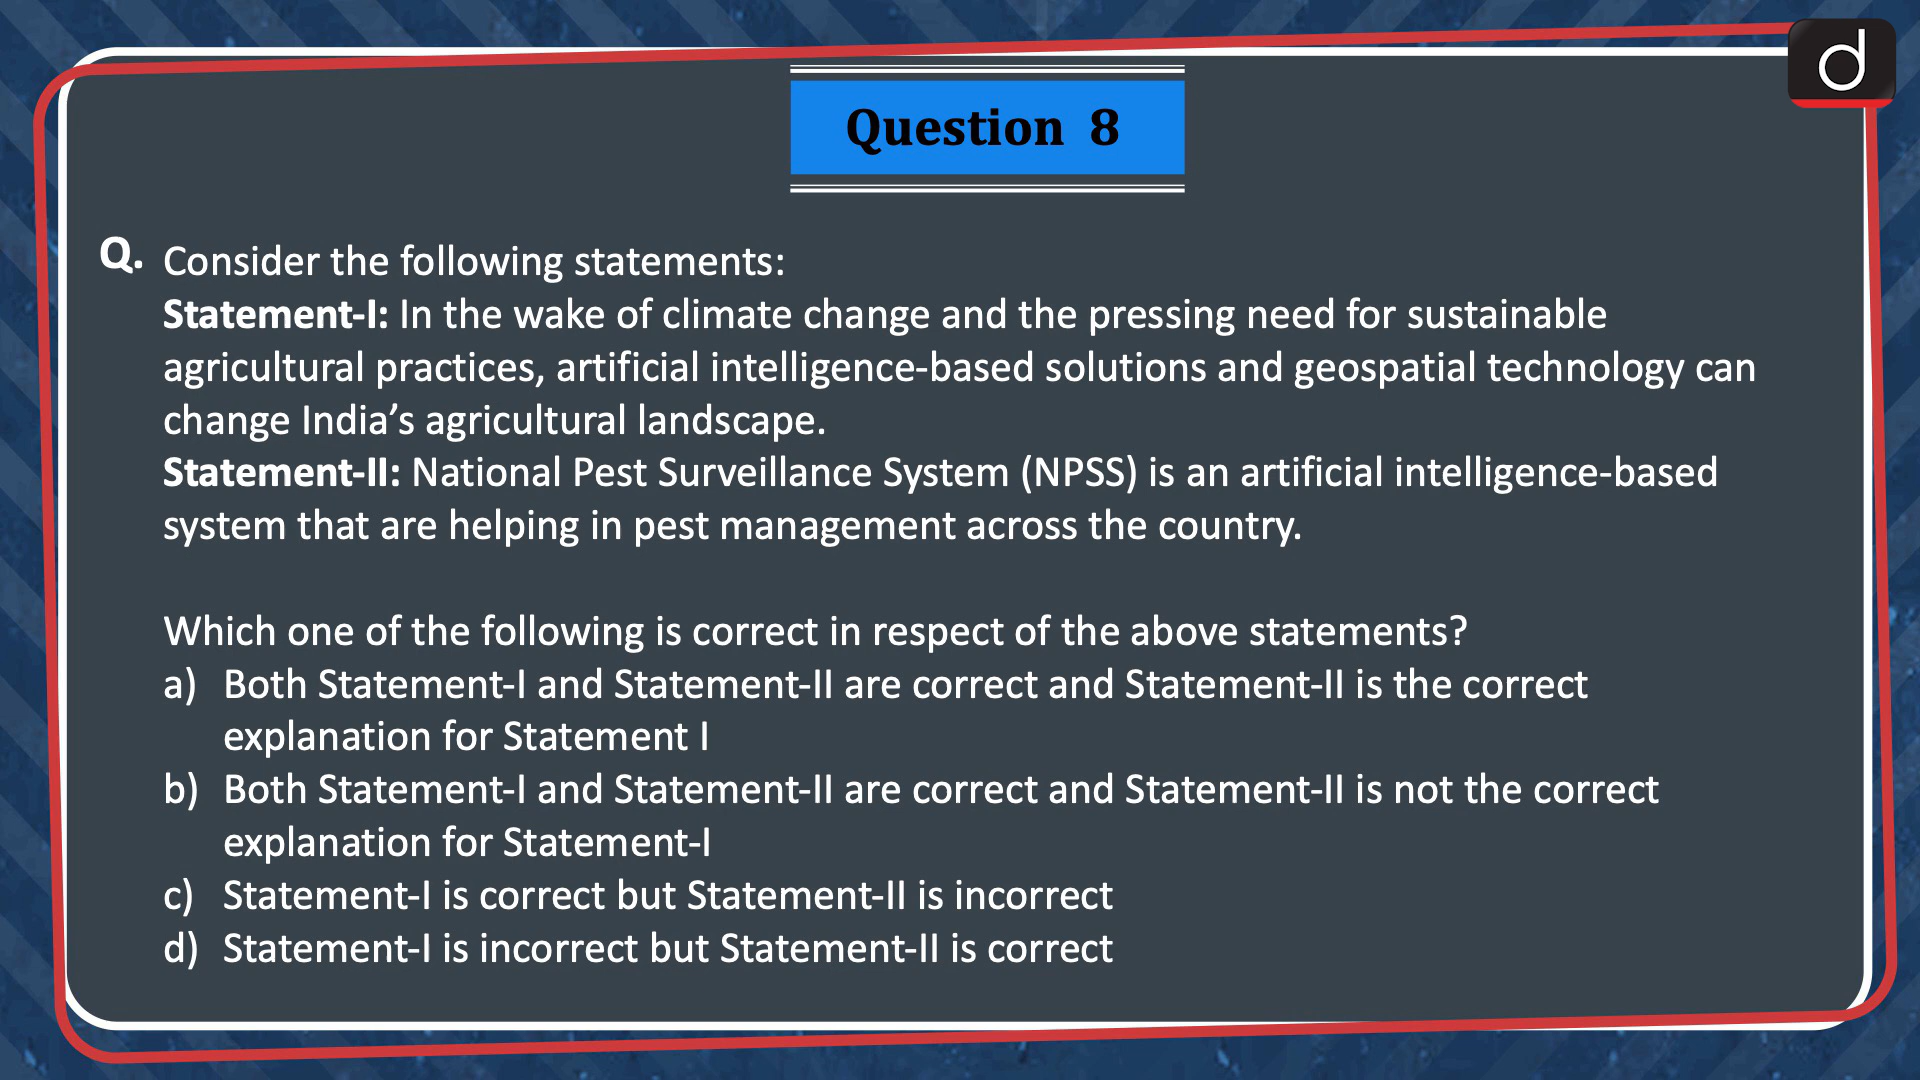 d
Question 8
Q. Consider the following statements:
Statement-I: In the wake of climate change and the pressing need for sustainable
agricultural practices, artificial intelligence-based solutions and geospatial technology can
change India’s agricultural landscape.
Statement-II: National Pest Surveillance System (NPSS) is an artificial intelligence-based
system that are helping in pest management across the country.
Which one of the following is correct in respect of the above statements?
a) Both Statement-I and Statement-II are correct and Statement-II is the correct
explanation for Statement I
b) Both Statement-I and Statement-II are correct and Statement-II is not the correct
explanation for Statement-I
c) Statement-I is correct but Statement-II is incorrect
d) Statement-I is incorrect but Statement-II is correct